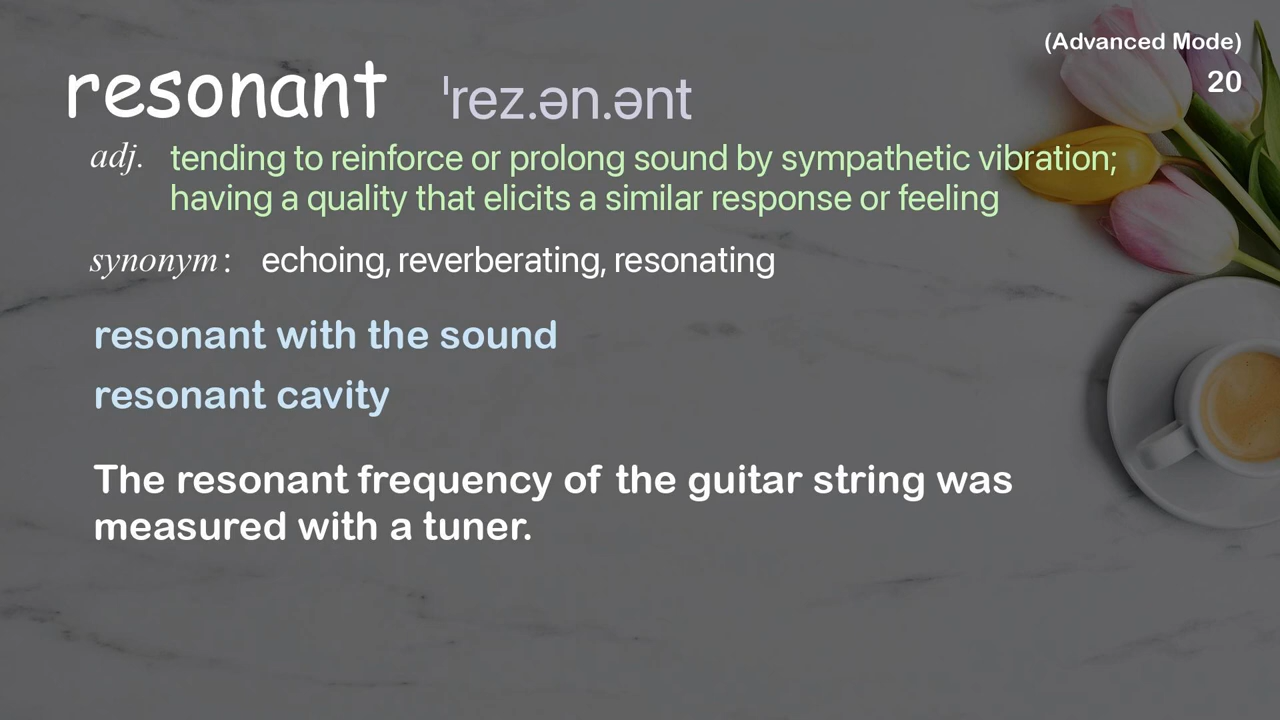 (Advanced Mode)
20
resonant ˈrez.ən.ənt
adj. tending to reinforce or prolong sound by sympathetic vibration;
having a quality that elicits a similar response or feeling
synonym : echoing, reverberating, resonating
resonant with the sound
resonant cavity
The resonant frequency of the guitar string was
measured with a tuner.